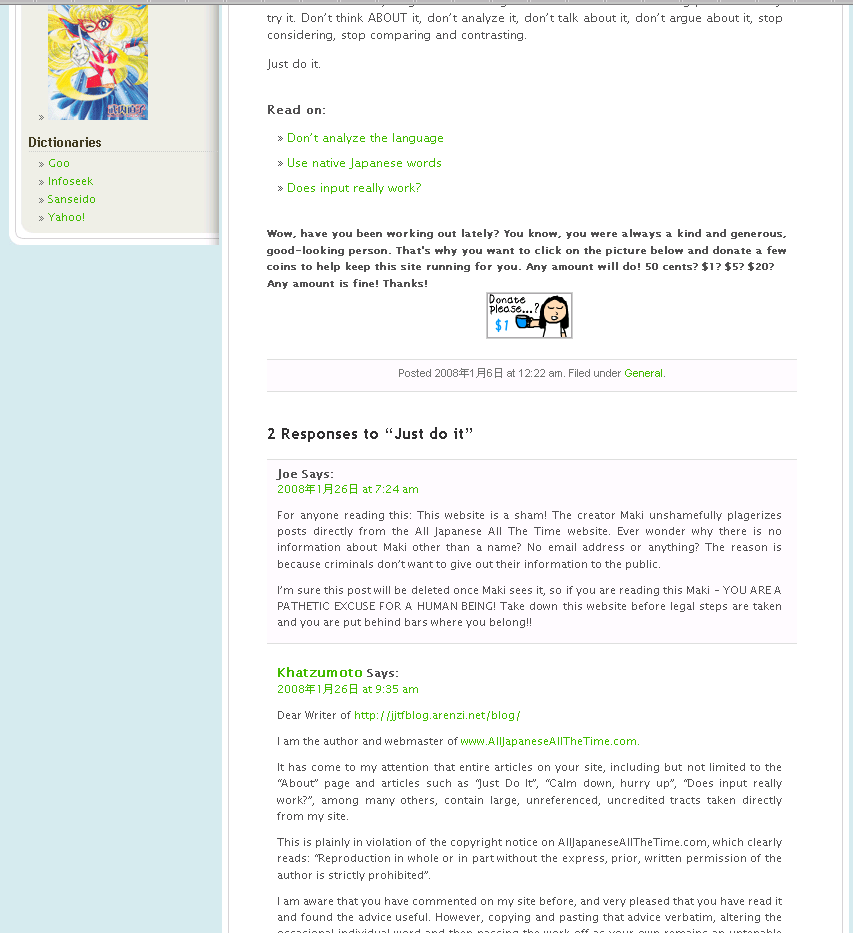 try it. Don't think ABOUT it, don't analyze it, don't talk about it, don't argue about it, stop
considering, stop comparing and contrasting.
Just do it.
Read on:
» Don't analyze the language
» Use native Japanese words
» Does input really work?
»
Dictionaries
» Goo
» Infoseek
» Sanseido
» Yahoo!
Wow, have you been working out lately? You know, you were always a kind and generous,
good-looking person. That's why you want to click on the picture below and donate a few
coins to help keep this site running for you. Any amount will do! 50 cents? $1? $5? $20?
Any amount is fine! Thanks!
Donate
please...?
$1
Posted 2008年1月6日 at 12:22 am. Filed under General.
2 Responses to “Just do it”
Joe Says:
2008年1月26日 at 7:24 am
For anyone reading this: This website is a sham! The creator Maki unshamefully plagerizes
posts directly from the All Japanese All The Time website. Ever wonder why there is no
information about Maki other than a name? No email address or anything? The reason is
because criminals don't want to give out their information to the public.
I'm sure this post will be deleted once Maki sees it, so if you are reading this Maki – YOU ARE A
PATHETIC EXCUSE FOR A HUMAN BEING! Take down this website before legal steps are taken
and you are put behind bars where you belong!!
Khatzumoto Says:
2008年1月26日 at 9:35 am
Dear Writer of http://jjtfblog.arenzi.net/blog/
I am the author and webmaster of www.AllJapaneseAllTheTime.com.
It has come to my attention that entire articles on your site, including but not limited to the
“About” page and articles such as “Just Do It”, “Calm down, hurry up”, “Does input really
work?”, among many others, contain large, unreferenced, uncredited tracts taken directly
from my site.
This is plainly in violation of the copyright notice on AllJapaneseAllTheTime.com, which clearly
reads: “Reproduction in whole or in part without the express, prior, written permission of the
author is strictly prohibited”.
I am aware that you have commented on my site before, and very pleased that you have read it
and found the advice useful. However, copying and pasting that advice verbatim, altering the